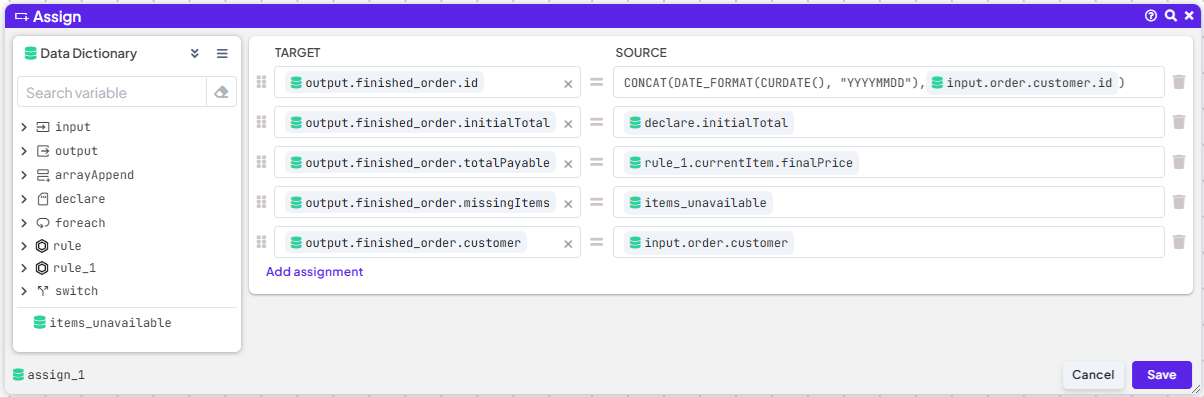 Assign
Data Dictionary
Search variable
input
output
arrayAppend
declare
foreach
rule
rule_1
switch
items_unavailable
TARGET SOURCE
output.finished_order.id × = CONCAT(DATE_FORMAT(CURDATE(), "YYYYMMDD"), input.order.customer.id )
output.finished_order.initialTotal × = declare.initialTotal
output.finished_order.totalPayable × = rule_1.currentItem.finalPrice
output.finished_order.missingItems × = items_unavailable
output.finished_order.customer × = input.order.customer
Add assignment
assign_1
Cancel Save